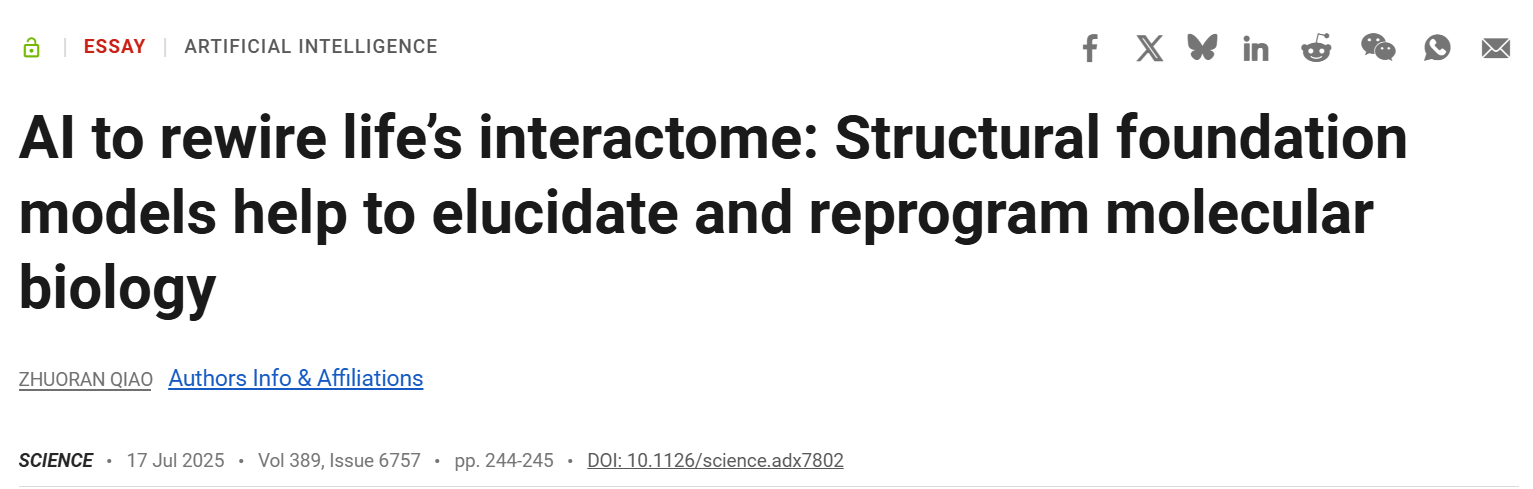 ESSAY | ARTIFICIAL INTELLIGENCE
AI to rewire life’s interactome: Structural foundation
models help to elucidate and reprogram molecular
biology
ZHUORAN QIAO Authors Info & Affiliations
SCIENCE • 17 Jul 2025 • Vol 389, Issue 6757 • pp. 244-245 • DOI: 10.1126/science.adx7802